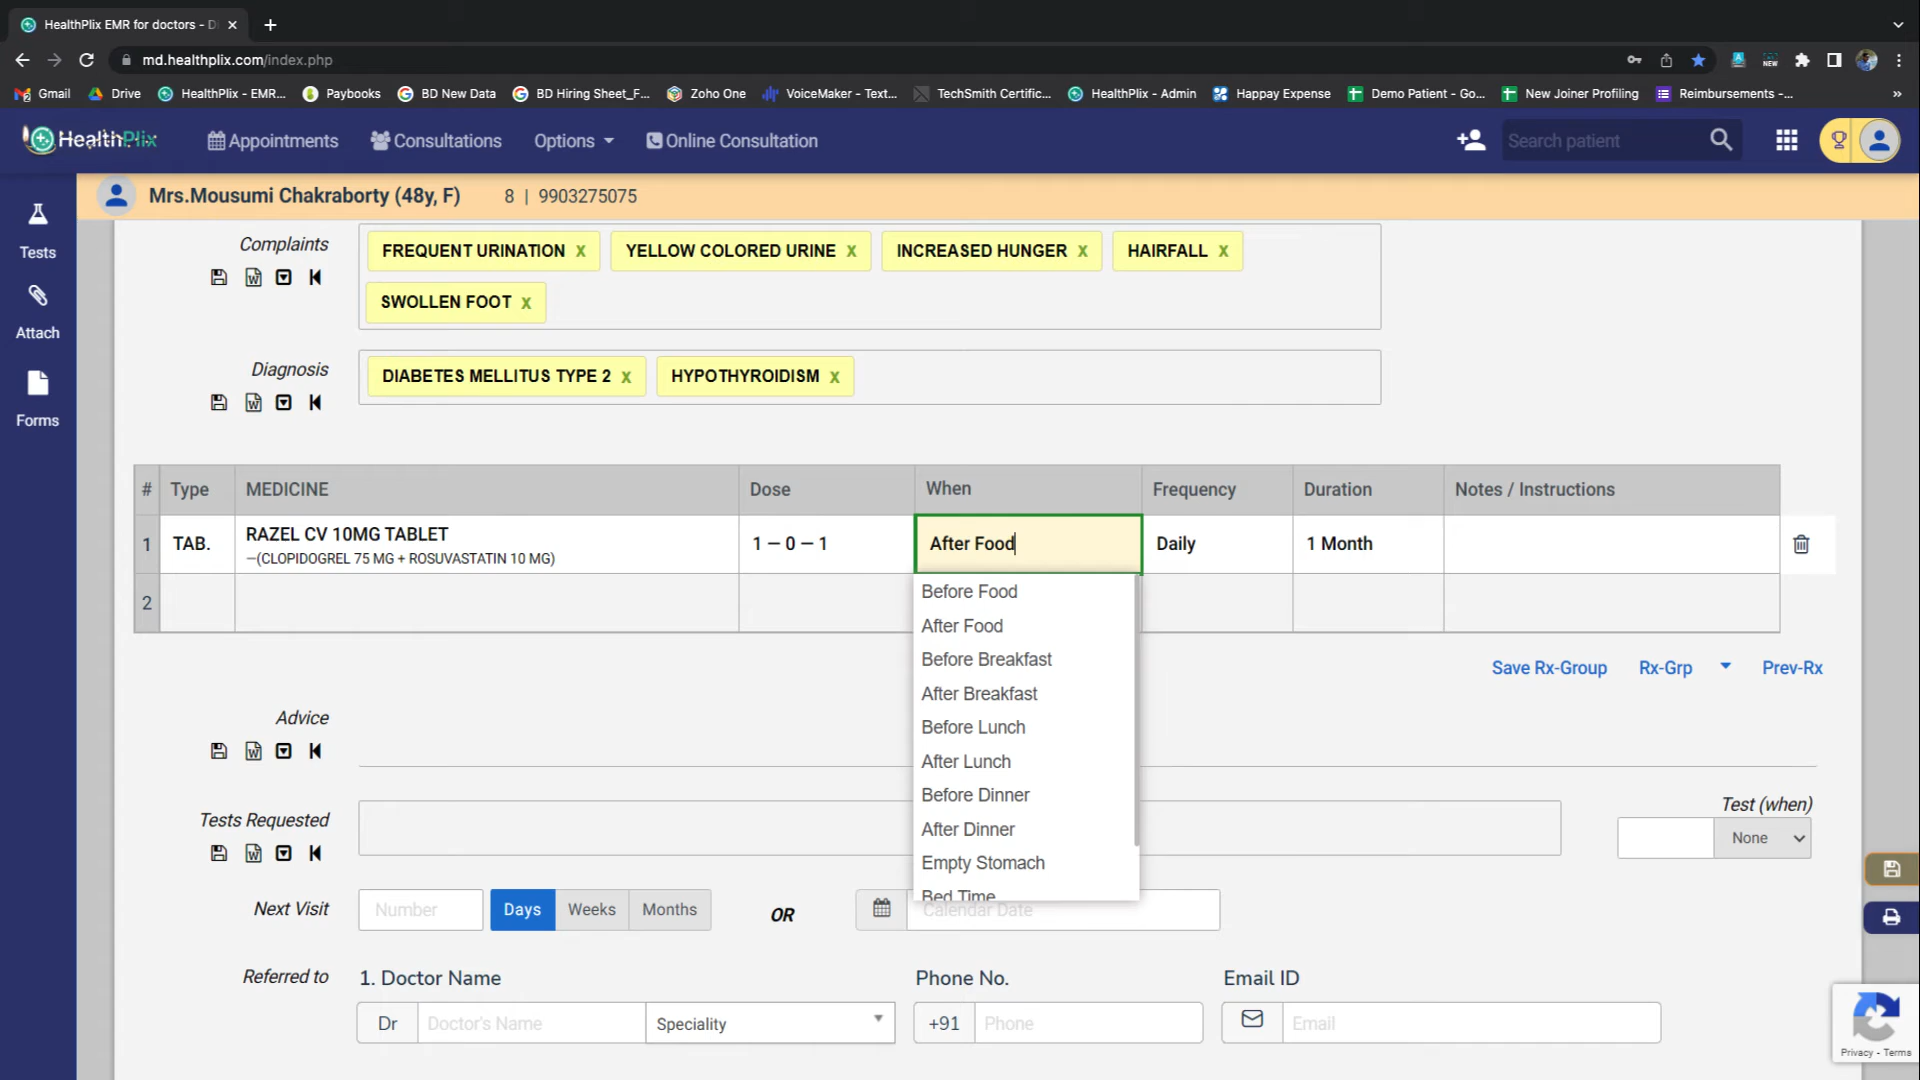 HealthPlix EMR for doctors - D
md.healthplix.com/index.php
Gmail Drive HealthPlix - EMR... Paybooks BD New Data BD Hiring Sheet_F... Zoho One VoiceMaker - Text... TechSmith Certific... HealthPlix - Admin Happay Expense Demo Patient - Go... New Joiner Profiling Reimbursements -... »
HealthPlix Appointments Consultations Options Online Consultation Search patient
Mrs.Mousumi Chakraborty (48y, F) 8 | 9903275075
Tests
Attach
Forms
Complaints
FREQUENT URINATION x YELLOW COLORED URINE x INCREASED HUNGER x HAIRFALL x
SWOLLEN FOOT x
Diagnosis
DIABETES MELLITUS TYPE 2 x HYPOTHYROIDISM x
# Type MEDICINE Dose When Frequency Duration Notes / Instructions
1 TAB. RAZEL CV 10MG TABLET 1 – 0 – 1 After Food Daily 1 Month
—(CLOPIDOGREL 75 MG + ROSUVASTATIN 10 MG)
2
Before Food
After Food
Before Breakfast
After Breakfast
Before Lunch
After Lunch
Before Dinner
After Dinner
Empty Stomach
Bed Time
Save Rx-Group Rx-Grp Prev-Rx
Advice
Tests Requested
Test (when)
None
Next Visit Number Days Weeks Months OR Calendar Date
Referred to 1. Doctor Name Phone No. Email ID
Dr Doctor's Name Speciality +91 Phone Email
Privacy - Terms